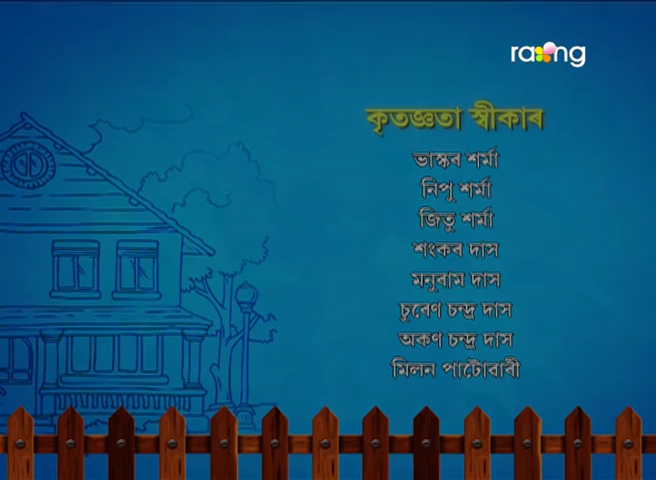 rang
কৃতজ্ঞতা স্বীকাৰ
ভাস্কৰ শৰ্মা
নিপু শৰ্মা
জিতু শৰ্মা
শংকৰ দাস
মনুৰাম দাস
চুৰেণ চন্দ্ৰ দাস
অৰুণ চন্দ্ৰ দাস
মিলন পাটোৱাৰী